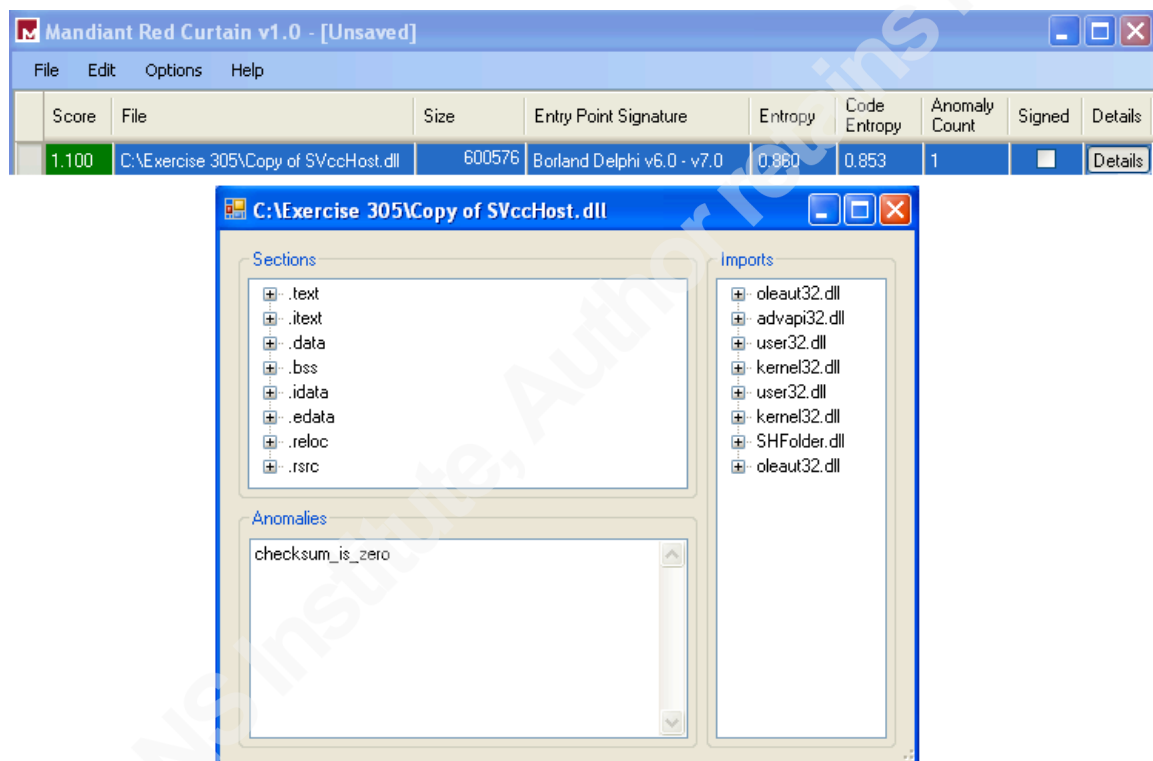 Mandiant Red Curtain v1.0 - [Unsaved]
File Edit Options Help
Score File Size Entry Point Signature Entropy Code Entropy Anomaly Count Signed Details
1.100 C:\Exercise 305\Copy of SVccHost.dll 600576 Borland Delphi v6.0 - v7.0 0.860 0.853 1 Details
C:\Exercise 305\Copy of SVccHost.dll
Sections
.text
.itext
.data
.bss
.idata
.edata
.reloc
.rsrc
Imports
oleaut32.dll
advapi32.dll
user32.dll
kernel32.dll
user32.dll
kernel32.dll
SHFolder.dll
oleaut32.dll
Anomalies
checksum_is_zero
NS Institute, Author retains